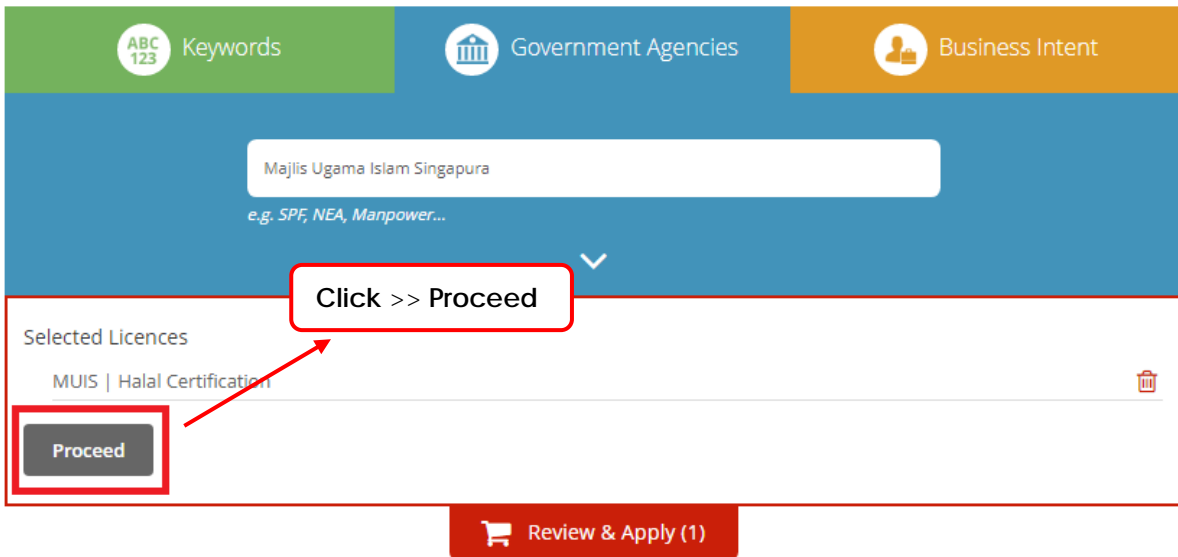 ABC
123
Keywords
Government Agencies
Business Intent
Majlis Ugama Islam Singapura
e.g. SPF, NEA, Manpower...
Click >> Proceed
Selected Licences
MUIS | Halal Certification
Proceed
Review & Apply (1)